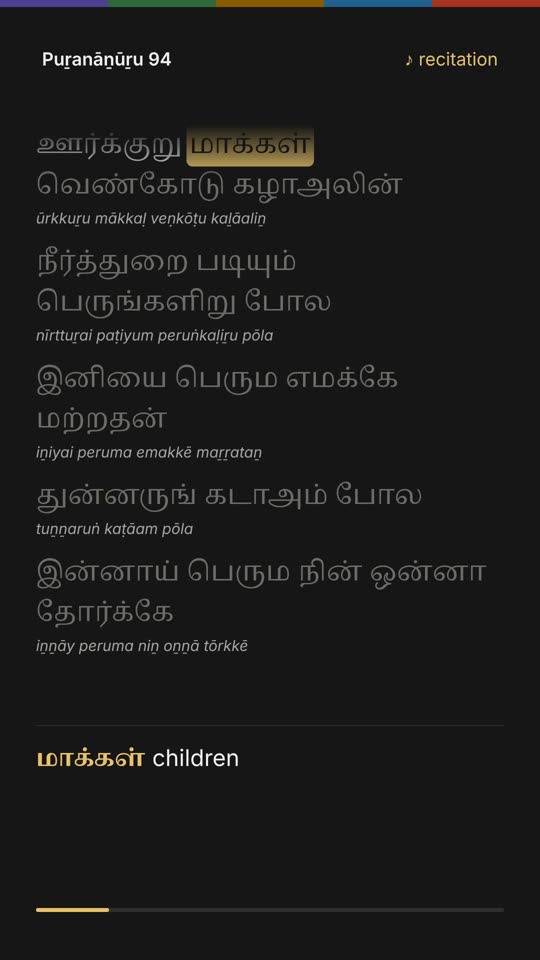 Puṟanāṉūṟu 94
♪ recitation
ஊர்க்குறு மாக்கள்
வெண்கோடு கழாஅலின்
ūrkkuṟu mākkaḷ veṇkōṭu kaḻāaliṉ
நீர்த்துறை படியும்
பெருங்களிறு போல
nīrttuṟai paṭiyum peruṅkaḷiṟu pōla
இனியை பெரும எமக்கே
மற்றதன்
iṉiyai peruma emakkē maṟṟataṉ
துன்னருங் கடாஅம் போல
tuṉṉaruṅ kaṭāam pōla
இன்னாய் பெரும நின் ஒன்னா
தோர்க்கே
iṉṉāy peruma niṉ oṉṉā tōrkkē
மாக்கள் children